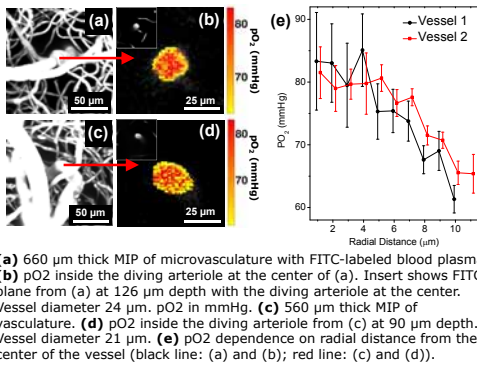 (a)
(b)
80
70
pO2 (mmHg)
50 µm
25 µm
(c)
(d)
80
70
pO2 (mmHg)
50 µm
25 µm
(e)
Vessel 1
Vessel 2
90
80
70
60
PO2 (mmHg)
2 4 6 8 10
Radial Distance (µm)
(a) 660 µm thick MIP of microvasculature with FITC-labeled blood plasm
(b) pO2 inside the diving arteriole at the center of (a). Insert shows FITC
plane from (a) at 126 µm depth with the diving arteriole at the center.
Vessel diameter 24 µm. pO2 in mmHg. (c) 560 µm thick MIP of
vasculature. (d) pO2 inside the diving arteriole from (c) at 90 µm depth.
Vessel diameter 21 µm. (e) pO2 dependence on radial distance from the
center of the vessel (black line: (a) and (b); red line: (c) and (d)).